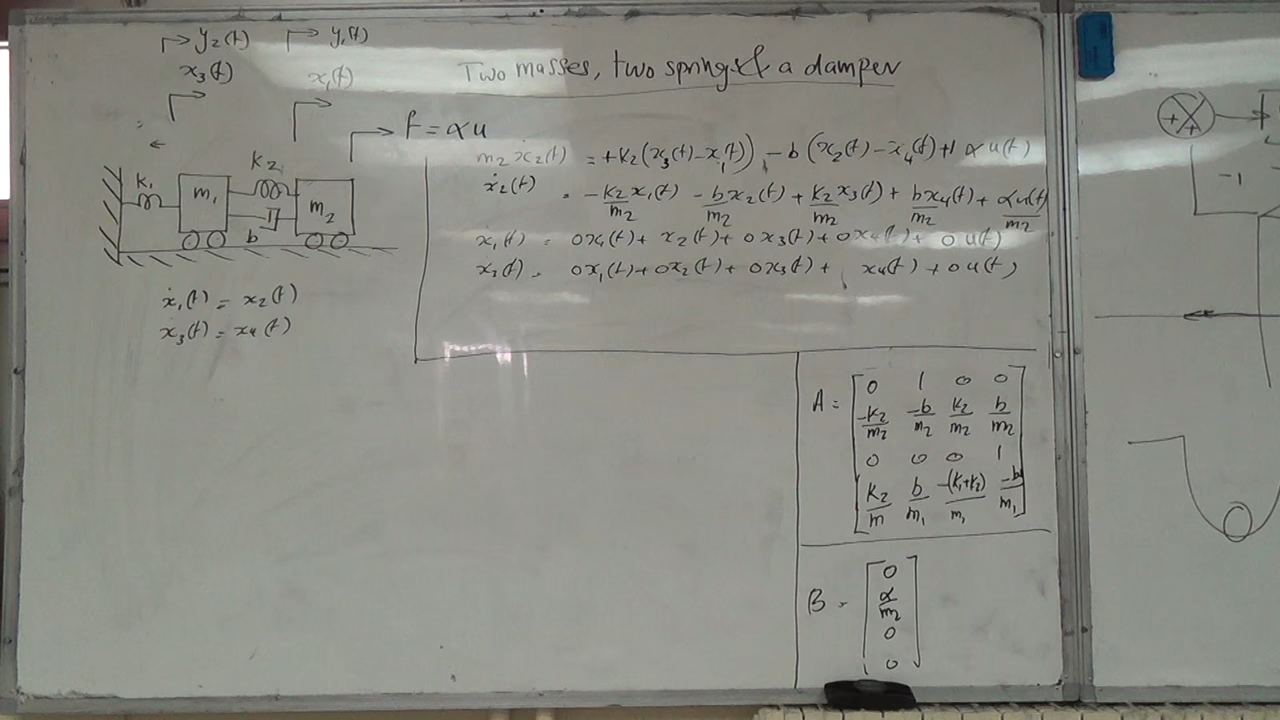 Two masses, two springs & a damper
y₂(t) y₁(t)
x₃(t) x₁(t)
f = αu
k₁ m₁ k₂ b m₂
ẋ₁(t) = x₂(t)
ẋ₃(t) = x₄(t)
m₂ẋ₂(t) = +k₂(x₃(t)-x₁(t)) - b(x₂(t)-x₄(t)) + αu(t)
ẋ₂(t) = -k₂/m₂ x₁(t) - b/m₂ x₂(t) + k₂/m₂ x₃(t) + b/m₂ x₄(t) + αu(t)/m₂
ẋ₁(t) = 0x₁(t) + x₂(t) + 0x₃(t) + 0x₄(t) + 0u(t)
ẋ₃(t) = 0x₁(t) + 0x₂(t) + 0x₃(t) + x₄(t) + 0u(t)
A = [0 1 0 0
-k₂/m₂ -b/m₂ k₂/m₂ b/m₂
0 0 0 1
k₂/m b/m₁ -(k₁+k₂)/m₁ -b/m₁]
B = [0
α/m₂
0
0]
+ +
-1